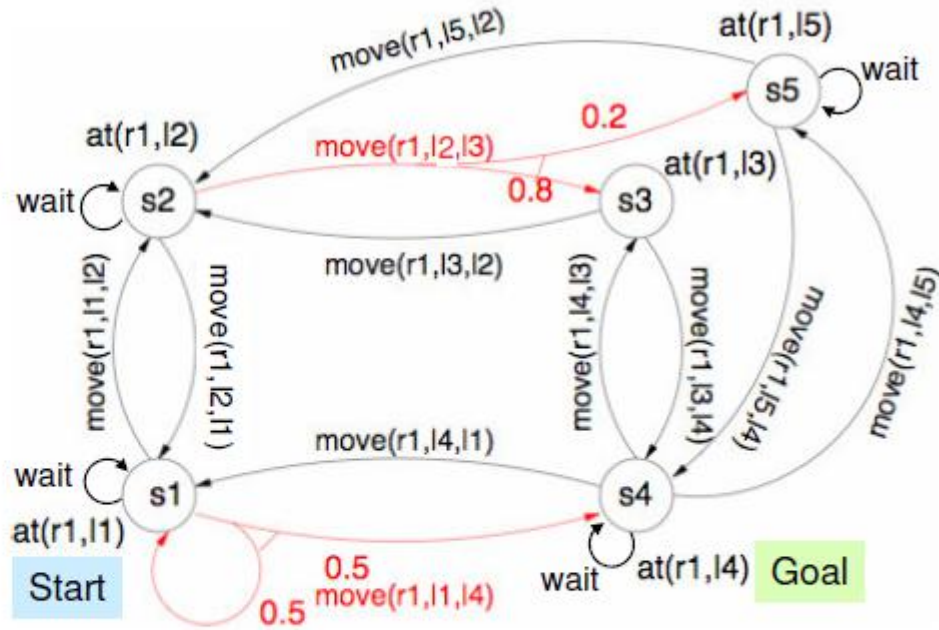 at(r1,l5)
move(r1,l5,l2)
wait
s5
0.2
at(r1,l2)
move(r1,l2,l3)
at(r1,l3)
0.8
wait
s2
s3
move(r1,l3,l2)
move(r1,l1,l2)
move(r1,l2,l1)
move(r1,l4,l3)
move(r1,l3,l4)
move(r1,l5,l4)
move(r1,l4,l5)
move(r1,l4,l1)
wait
s1
s4
at(r1,l1)
0.5
wait
at(r1,l4)
Goal
Start
0.5
move(r1,l1,l4)